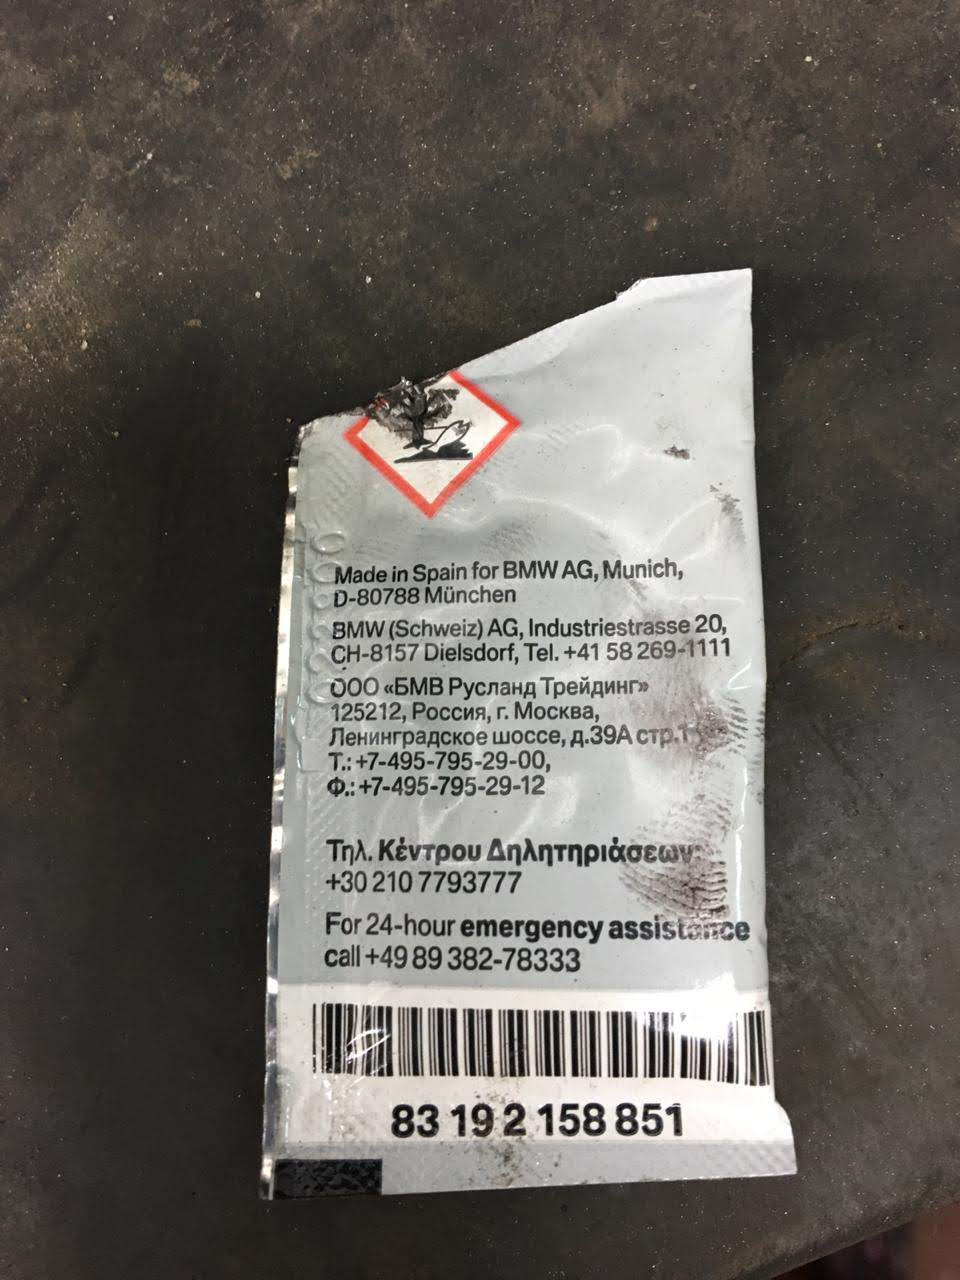 Made in Spain for BMW AG, Munich,
D-80788 München
BMW (Schweiz) AG, Industriestrasse 20,
CH-8157 Dielsdorf, Tel. +41 58 269-1111
ООО «БМВ Русланд Трейдинг»
125212, Россия, г. Москва,
Ленинградское шоссе, д.39А стр.1
Т.: +7-495-795-29-00,
Ф.: +7-495-795-29-12
Τηλ. Κέντρου Δηλητηριάσεων
+30 210 7793777
For 24-hour emergency assistance
call +49 89 382-78333
83 19 2 158 851